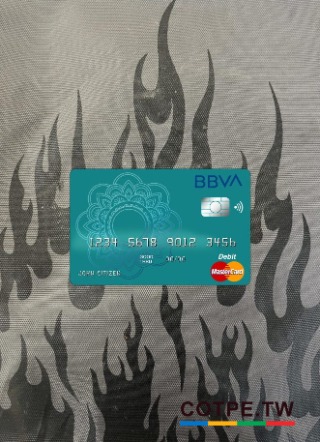 BBVA
1234 5678 9012 3456
Debit
MasterCard
JOHN CITIZEN
COTPE.TW